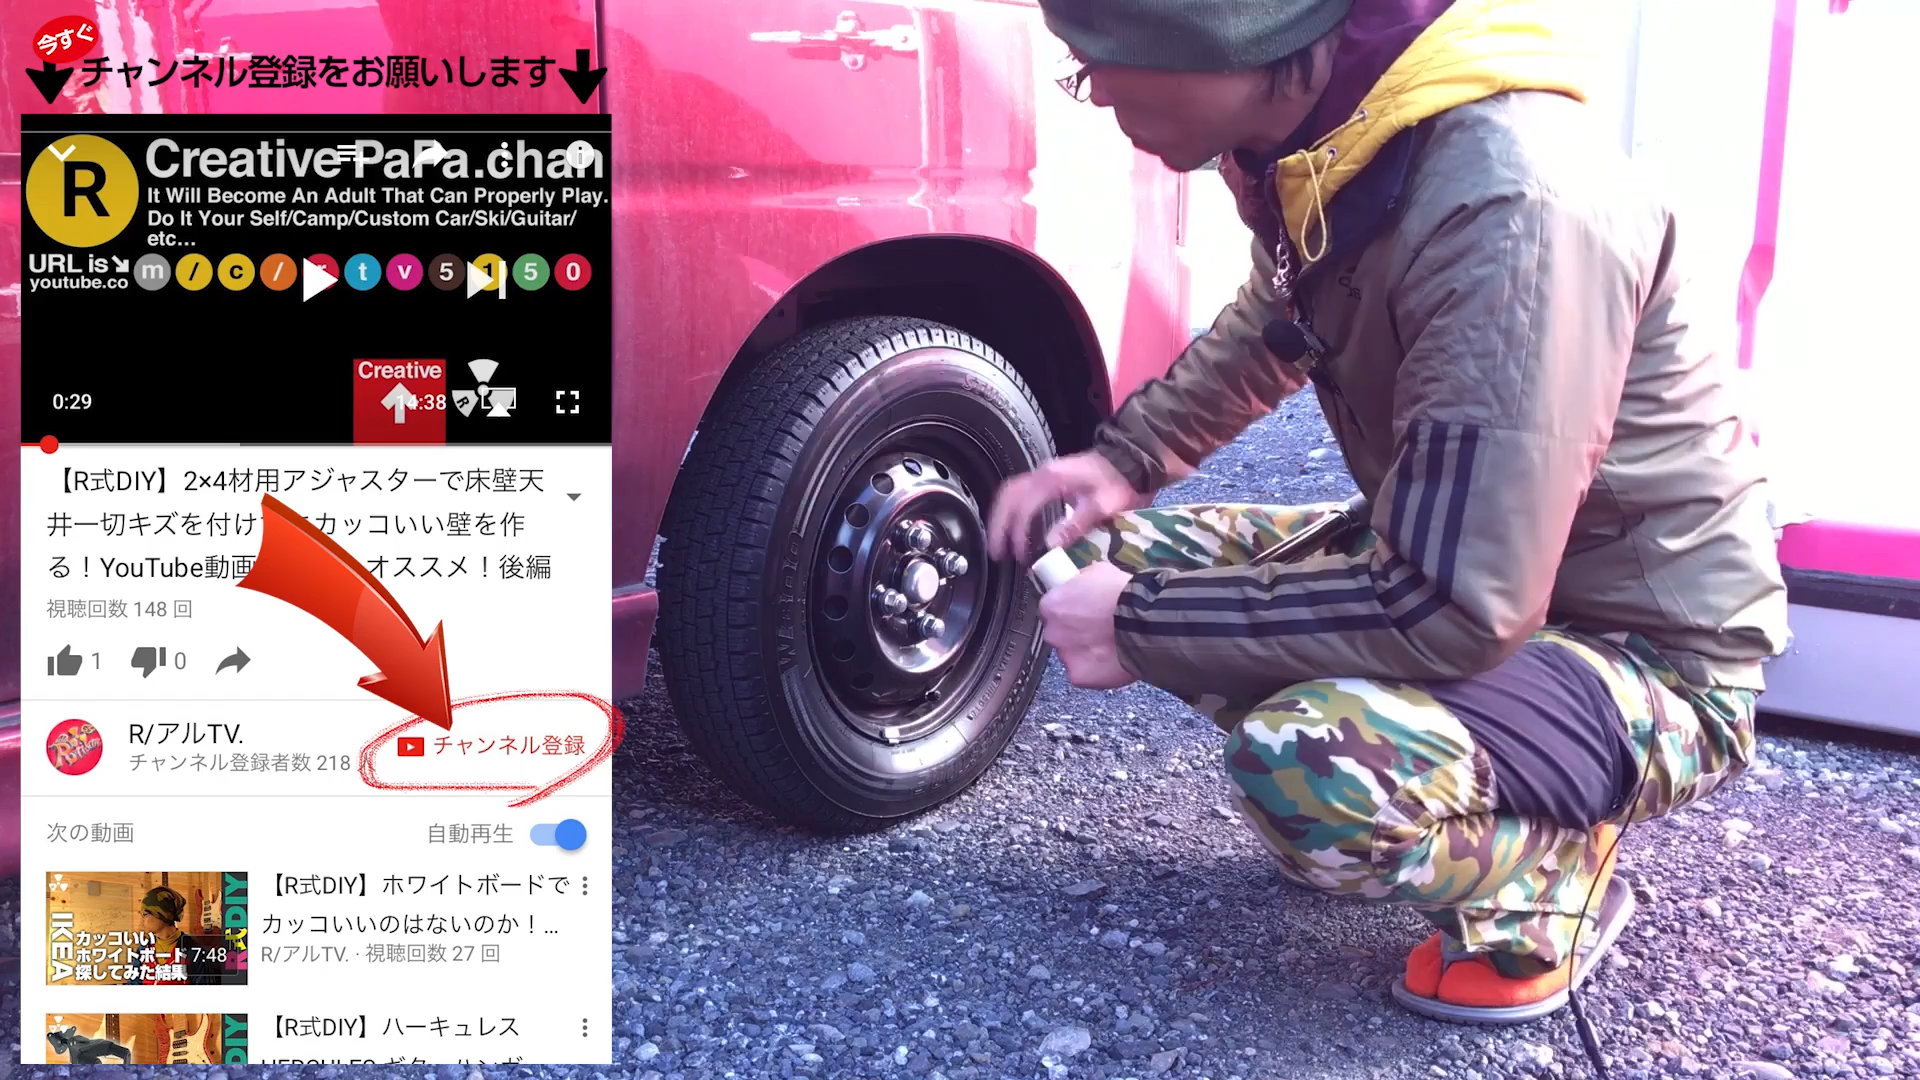 今すぐ
チャンネル登録をお願いします
R
Creative PaPa.chan
It Will Become An Adult That Can Properly Play.
Do It Your Self/Camp/Custom Car/Ski/Guitar/
etc...
URL is
youtube.co
m/c/rtv5150
Creative
0:29
14:38
【R式DIY】2×4材用アジャスターで床壁天
井一切キズを付け カッコいい壁を作
る！YouTube動画 オススメ！後編
視聴回数 148 回
1
0
R/アルTV.
チャンネル登録者数 218
チャンネル登録
次の動画
自動再生
IKEA
カッコいい
ホワイトボード
探してみた結果
7:48
【R式DIY】ホワイトボードで
カッコいいのはないのか！...
R/アルTV. · 視聴回数 27 回
【R式DIY】ハーキュレス